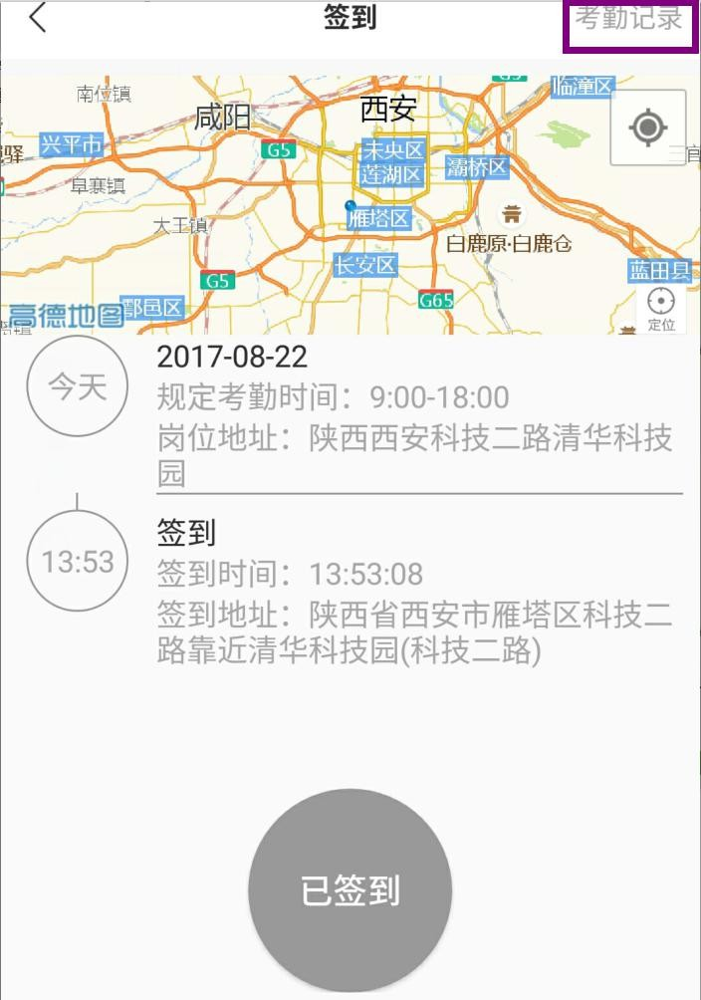 签到
考勤记录
G5
临潼区
南位镇
咸阳
西安
兴平市
G5
未央区
灞桥区
驿
莲湖区
阜寨镇
大王镇
雁塔区
白鹿原·白鹿仓
长安区
蓝田县
G5
G65
高德地图
鄠邑区
定位
今天
2017-08-22
规定考勤时间：9:00-18:00
岗位地址：陕西西安科技二路清华科技
园
13:53
签到
签到时间：13:53:08
签到地址：陕西省西安市雁塔区科技二
路靠近清华科技园(科技二路)
已签到